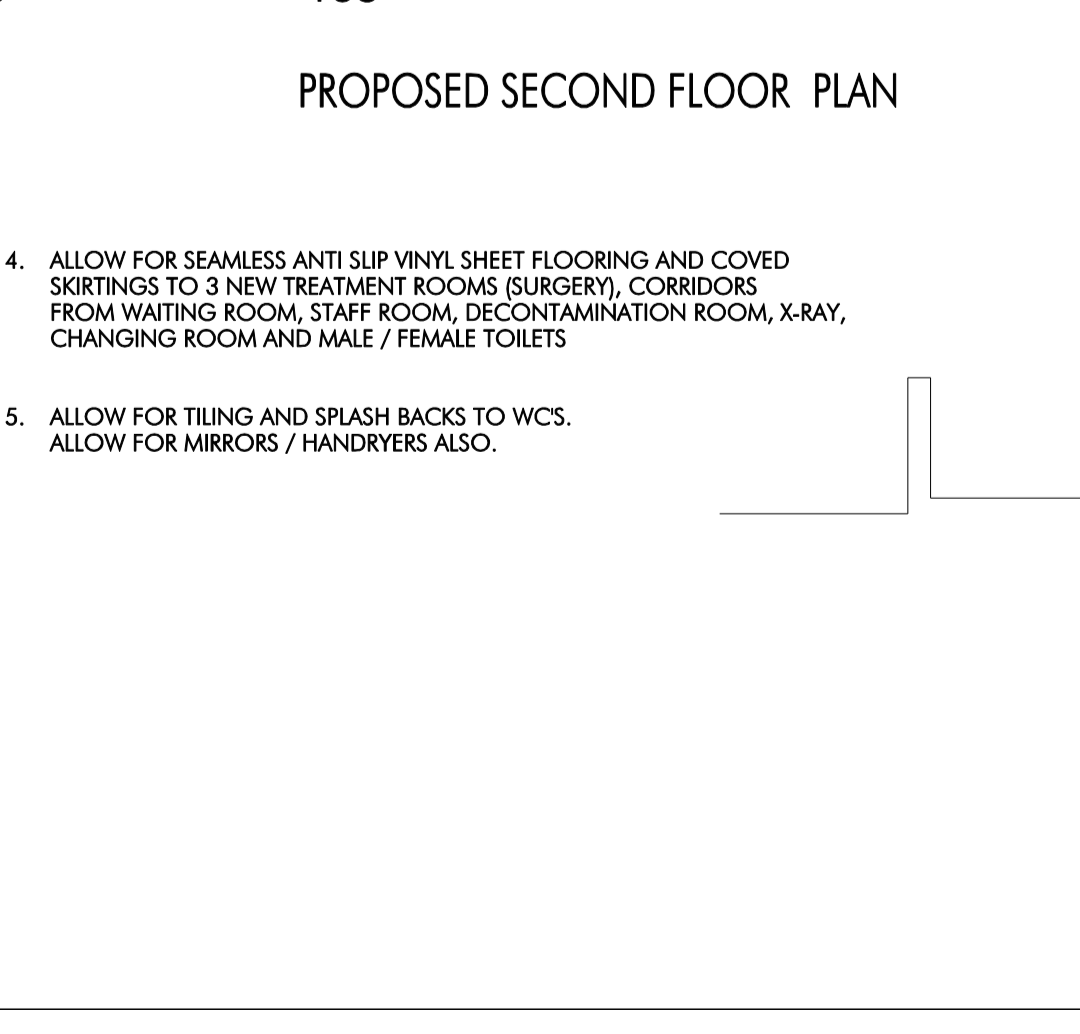 PROPOSED SECOND FLOOR PLAN
4. ALLOW FOR SEAMLESS ANTI SLIP VINYL SHEET FLOORING AND COVED
SKIRTINGS TO 3 NEW TREATMENT ROOMS (SURGERY), CORRIDORS
FROM WAITING ROOM, STAFF ROOM, DECONTAMINATION ROOM, X-RAY,
CHANGING ROOM AND MALE / FEMALE TOILETS
5. ALLOW FOR TILING AND SPLASH BACKS TO WC'S.
ALLOW FOR MIRRORS / HANDRYERS ALSO.